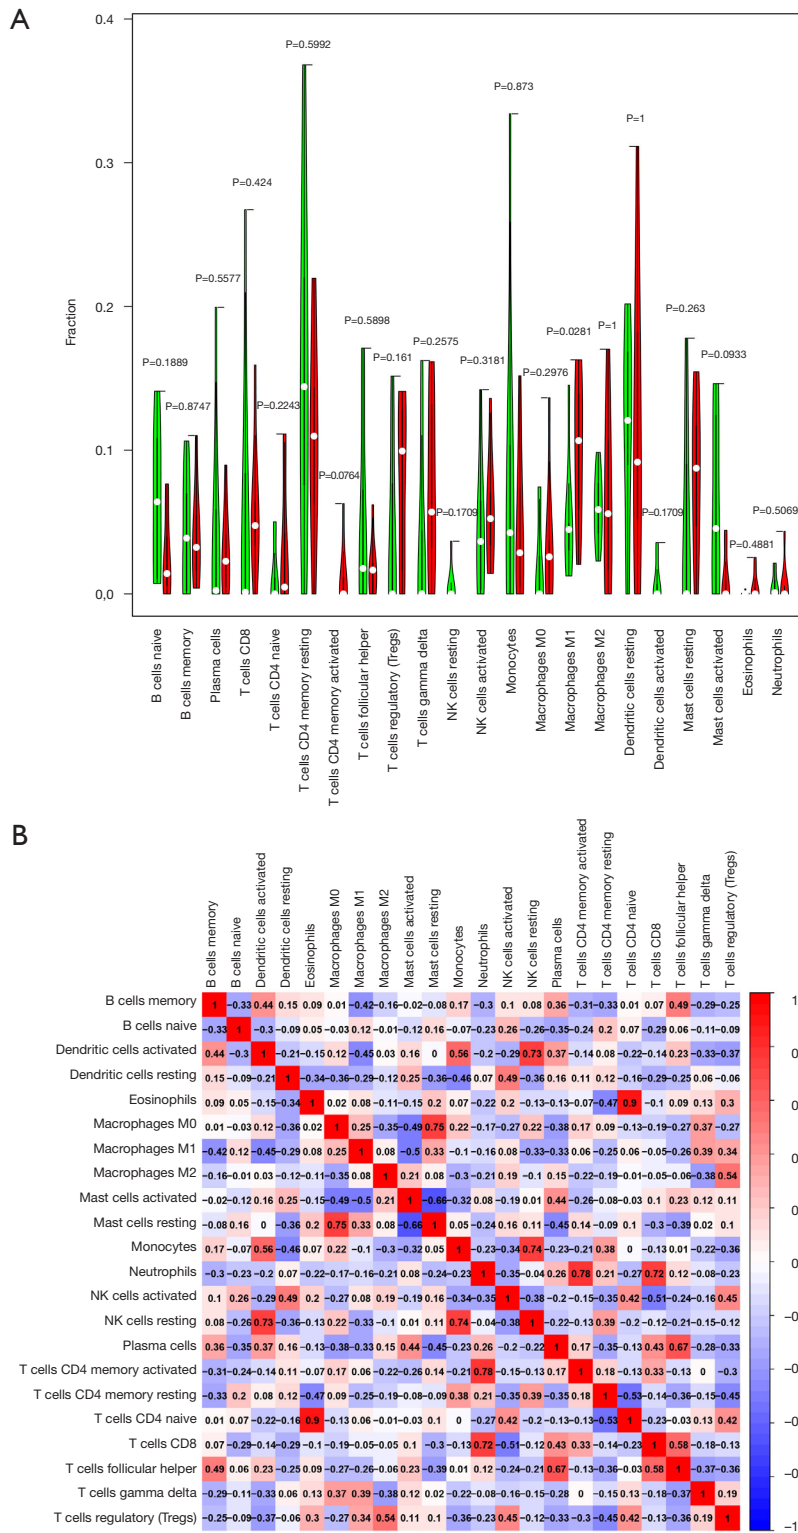 A
0.4
0.3
0.2
0.1
0.0
Fraction
P=0.1889
P=0.8747
P=0.5577
P=0.424
P=0.2243
P=0.5992
P=0.0764
P=0.5898
P=0.161
P=0.2575
P=0.1709
P=0.3181
P=0.873
P=0.2976
P=0.0281
P=1
P=1
P=0.1709
P=0.263
P=0.0933
P=0.4881
P=0.5069
B cells naive
B cells memory
Plasma cells
T cells CD8
T cells CD4 naive
T cells CD4 memory resting
T cells CD4 memory activated
T cells follicular helper
T cells regulatory (Tregs)
T cells gamma delta
NK cells resting
NK cells activated
Monocytes
Macrophages M0
Macrophages M1
Macrophages M2
Dendritic cells resting
Dendritic cells activated
Mast cells resting
Mast cells activated
Eosinophils
Neutrophils
B
B cells memory
B cells naive
Dendritic cells activated
Dendritic cells resting
Eosinophils
Macrophages M0
Macrophages M1
Macrophages M2
Mast cells activated
Mast cells resting
Monocytes
Neutrophils
NK cells activated
NK cells resting
Plasma cells
T cells CD4 memory activated
T cells CD4 memory resting
T cells CD4 naive
T cells CD8
T cells follicular helper
T cells gamma delta
T cells regulatory (Tregs)
B cells memory 1 −0.33 0.44 0.15 0.09 0.01 −0.42 −0.16 −0.02 −0.08 0.17 −0.3 0.1 0.08 0.36 −0.31 −0.33 0.01 0.07 0.49 −0.29 −0.25
B cells naive −0.33 1 −0.3 −0.09 0.05 −0.03 0.12 −0.01 −0.12 0.16 −0.07 −0.23 0.26 −0.26 −0.35 −0.24 0.2 0.07 −0.29 0.06 −0.11 −0.09
Dendritic cells activated 0.44 −0.3 1 −0.21 −0.15 0.12 −0.45 0.03 0.16 0 0.56 −0.2 −0.29 0.73 0.37 −0.14 0.08 −0.22 −0.14 0.23 −0.33 −0.37
Dendritic cells resting 0.15 −0.09 −0.21 1 −0.34 −0.36 −0.29 −0.12 0.25 −0.36 −0.46 0.07 0.49 −0.36 0.16 0.11 0.12 −0.16 −0.29 −0.25 0.06 −0.06
Eosinophils 0.09 0.05 −0.15 −0.34 1 0.02 0.08 −0.11 −0.15 0.2 0.07 −0.22 0.2 −0.13 −0.13 −0.07 −0.47 0.9 −0.1 0.09 0.13 0.3
Macrophages M0 0.01 −0.03 0.12 −0.36 0.02 1 0.25 −0.35 −0.49 0.75 0.22 −0.17 −0.27 0.22 −0.38 0.17 0.09 −0.13 −0.19 −0.27 0.37 −0.27
Macrophages M1 −0.42 0.12 −0.45 −0.29 0.08 0.25 1 0.08 −0.5 0.33 −0.1 −0.16 0.08 −0.33 −0.33 0.06 −0.25 0.06 −0.05 −0.26 0.39 0.34
Macrophages M2 −0.16 −0.01 0.03 −0.12 −0.11 −0.35 0.08 1 0.21 0.08 −0.3 −0.21 0.19 −0.1 0.15 −0.22 −0.19 −0.01 −0.05 −0.06 −0.38 0.54
Mast cells activated −0.02 −0.12 0.16 0.25 −0.15 −0.49 −0.5 0.21 1 −0.66 −0.32 0.08 −0.19 0.01 0.44 −0.26 −0.08 −0.03 0.1 0.23 0.12 0.11
Mast cells resting −0.08 0.16 0 −0.36 0.2 0.75 0.33 0.08 −0.66 1 0.05 −0.24 0.16 0.11 −0.45 0.14 −0.09 0.1 −0.3 −0.39 0.02 0.1
Monocytes 0.17 −0.07 0.56 −0.46 0.07 0.22 −0.1 −0.3 −0.32 0.05 1 −0.23 −0.34 0.74 −0.23 −0.21 0.38 0 −0.13 0.01 −0.22 −0.36
Neutrophils −0.3 −0.23 −0.2 0.07 −0.22 −0.17 −0.16 −0.21 0.08 −0.24 −0.23 1 −0.35 −0.04 0.26 0.78 0.21 −0.27 0.72 0.12 −0.08 −0.23
NK cells activated 0.1 0.26 −0.29 0.49 0.2 −0.27 0.08 0.19 −0.19 0.16 −0.34 −0.35 1 −0.38 −0.2 −0.15 −0.35 0.42 −0.51 −0.24 −0.16 0.45
NK cells resting 0.08 −0.26 0.73 −0.36 −0.13 0.22 −0.33 −0.1 0.01 0.11 0.74 −0.04 −0.38 1 −0.22 −0.13 0.39 −0.2 −0.12 −0.21 −0.15 −0.12
Plasma cells 0.36 −0.35 0.37 0.16 −0.13 −0.38 −0.33 0.15 0.44 −0.45 −0.23 0.26 −0.2 −0.22 1 0.17 −0.35 −0.13 0.43 0.67 −0.28 −0.33
T cells CD4 memory activated −0.31 −0.24 −0.14 0.11 −0.07 0.17 0.06 −0.22 −0.26 0.14 −0.21 0.78 −0.15 −0.13 0.17 1 0.18 −0.13 0.33 −0.13 0 −0.3
T cells CD4 memory resting −0.33 0.2 0.08 0.12 −0.47 0.09 −0.25 −0.19 −0.08 −0.09 0.38 0.21 −0.35 0.39 −0.35 0.18 1 −0.53 −0.14 −0.36 −0.15 −0.45
T cells CD4 naive 0.01 0.07 −0.22 −0.16 0.9 −0.13 0.06 −0.01 −0.03 0.1 0 −0.27 0.42 −0.2 −0.13 −0.13 −0.53 1 −0.23 −0.03 0.13 0.42
T cells CD8 0.07 −0.29 −0.14 −0.29 −0.1 −0.19 −0.05 −0.05 0.1 −0.3 −0.13 0.72 −0.51 −0.12 0.43 0.33 −0.14 −0.23 1 0.58 −0.18 −0.13
T cells follicular helper 0.49 0.06 0.23 −0.25 0.09 −0.27 −0.26 −0.06 0.23 −0.39 0.01 0.12 −0.24 −0.21 0.67 −0.13 −0.36 −0.03 0.58 1 −0.37 −0.36
T cells gamma delta −0.29 −0.11 −0.33 0.06 0.13 0.37 0.39 −0.38 0.12 0.02 −0.22 −0.08 −0.16 −0.15 −0.28 0 −0.15 0.13 −0.18 −0.37 1 0.19
T cells regulatory (Tregs) −0.25 −0.09 −0.37 −0.06 0.3 −0.27 0.34 0.54 0.11 0.1 −0.36 −0.23 0.45 −0.12 −0.33 −0.3 −0.45 0.42 −0.13 −0.36 0.19 1
1